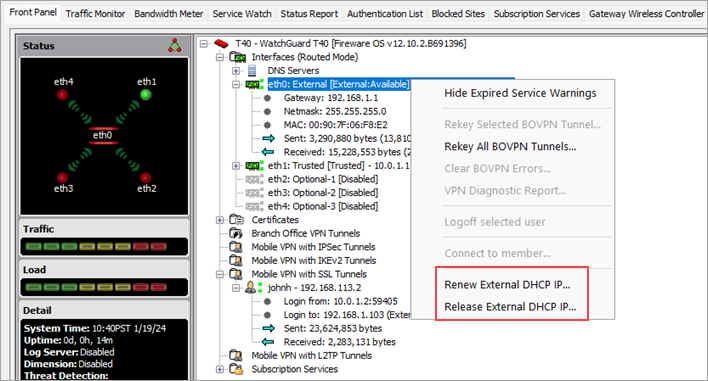 Front Panel Traffic Monitor Bandwidth Meter Service Watch Status Report Authentication List Blocked Sites Subscription Services Gateway Wireless Controller
Status
eth4 eth1
eth0
eth3 eth2
Traffic
Load
Detail
System Time: 10:40PST 1/19/24
Uptime: 0d, 0h, 14m
Log Server: Disabled
Dimension: Disabled
Threat Detection:
T40 - WatchGuard T40 [Fireware OS v12.10.2.B691396]
Interfaces (Routed Mode)
DNS Servers
eth0: External [External:Available]
Gateway: 192.168.1.1
Netmask: 255.255.255.0
MAC: 00:90:7F:06:F8:E2
Sent: 3,290,880 bytes (13,810
Received: 15,228,553 bytes (2
eth1: Trusted [Trusted] - 10.0.1.1
eth2: Optional-1 [Disabled]
eth3: Optional-2 [Disabled]
eth4: Optional-3 [Disabled]
Certificates
Branch Office VPN Tunnels
Mobile VPN with IPSec Tunnels
Mobile VPN with IKEv2 Tunnels
Mobile VPN with SSL Tunnels
johnh - 192.168.113.2
Login from: 10.0.1.2:59405
Login to: 192.168.1.103 (Exter
Sent: 23,624,853 bytes
Received: 2,283,131 bytes
Mobile VPN with L2TP Tunnels
Subscription Services
Hide Expired Service Warnings
Rekey Selected BOVPN Tunnel...
Rekey All BOVPN Tunnels...
Clear BOVPN Errors...
VPN Diagnostic Report...
Logoff selected user
Connect to member...
Renew External DHCP IP...
Release External DHCP IP...